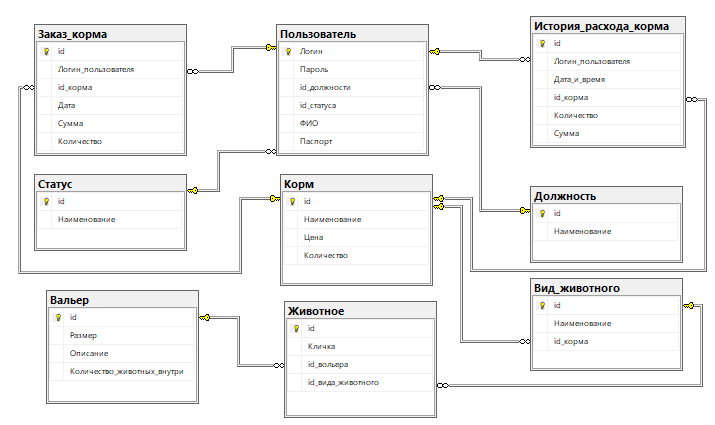 Заказ_корма
id
Логин_пользователя
id_корма
Дата
Сумма
Количество
Пользователь
Логин
Пароль
id_должности
id_статуса
ФИО
Паспорт
История_расхода_корма
id
Логин_пользователя
Дата_и_время
id_корма
Количество
Сумма
Статус
id
Наименование
Корм
id
Наименование
Цена
Количество
Должность
id
Наименование
Вальер
id
Размер
Описание
Количество_животных_внутри
Животное
id
Кличка
id_вольера
id_вида_животного
Вид_животного
id
Наименование
id_корма